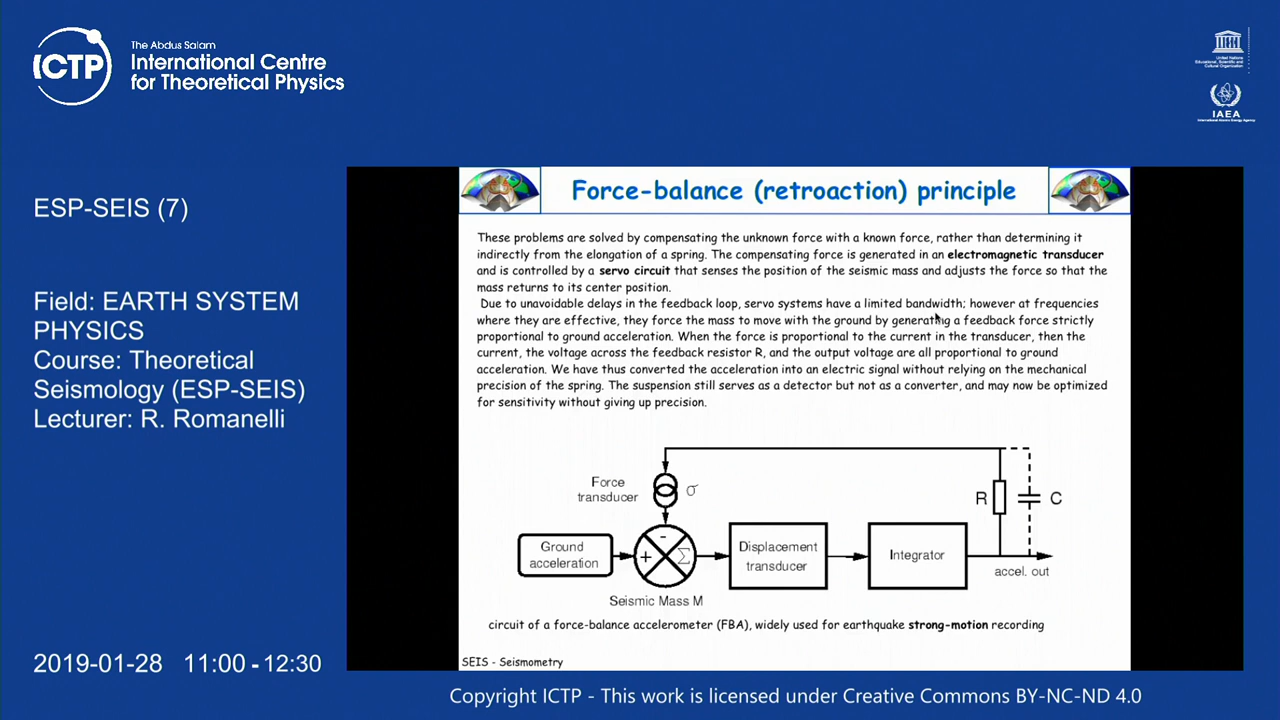 The Abdus Salam
International Centre
for Theoretical Physics
ICTP
United Nations
Educational, Scientific and
Cultural Organization
IAEA
International Atomic Energy Agency
ESP-SEIS (7)
Field: EARTH SYSTEM
PHYSICS
Course: Theoretical
Seismology (ESP-SEIS)
Lecturer: R. Romanelli
2019-01-28 11:00 - 12:30
Force-balance (retroaction) principle
These problems are solved by compensating the unknown force with a known force, rather than determining it
indirectly from the elongation of a spring. The compensating force is generated in an electromagnetic transducer
and is controlled by a servo circuit that senses the position of the seismic mass and adjusts the force so that the
mass returns to its center position.
Due to unavoidable delays in the feedback loop, servo systems have a limited bandwidth; however at frequencies
where they are effective, they force the mass to move with the ground by generating a feedback force strictly
proportional to ground acceleration. When the force is proportional to the current in the transducer, then the
current, the voltage across the feedback resistor R, and the output voltage are all proportional to ground
acceleration. We have thus converted the acceleration into an electric signal without relying on the mechanical
precision of the spring. The suspension still serves as a detector but not as a converter, and may now be optimized
for sensitivity without giving up precision.
Force
transducer
σ
R
C
Ground
acceleration
+
-
Σ
Displacement
transducer
Integrator
accel. out
Seismic Mass M
circuit of a force-balance accelerometer (FBA), widely used for earthquake strong-motion recording
SEIS - Seismometry
Copyright ICTP - This work is licensed under Creative Commons BY-NC-ND 4.0